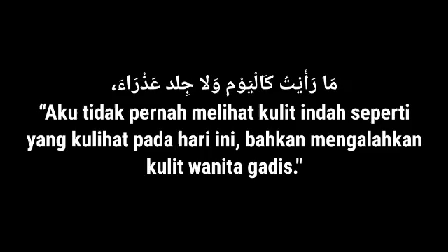 مَا رَأَيْتُ كَالْيَوْمِ وَلَا جِلْد عَذْرَاءَ،
“Aku tidak pernah melihat kulit indah seperti
yang kulihat pada hari ini, bahkan mengalahkan
kulit wanita gadis."